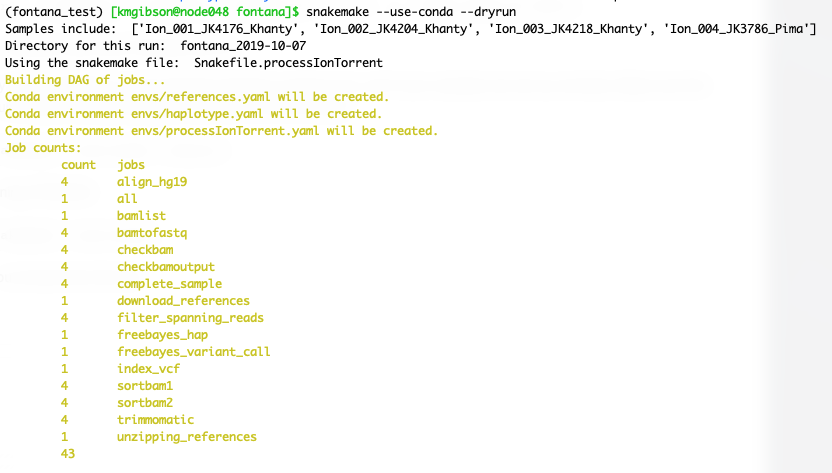 (fontana_test) [kmgibson@node048 fontana]$ snakemake --use-conda --dryrun
Samples include:  ['Ion_001_JK4176_Khanty', 'Ion_002_JK4204_Khanty', 'Ion_003_JK4218_Khanty', 'Ion_004_JK3786_Pima']
Directory for this run:  fontana_2019-10-07
Using the snakemake file:  Snakefile.processIonTorrent
Building DAG of jobs...
Conda environment envs/references.yaml will be created.
Conda environment envs/haplotype.yaml will be created.
Conda environment envs/processIonTorrent.yaml will be created.
Job counts:
count jobs
4 align_hg19
1 all
1 bamlist
4 bamtofastq
4 checkbam
4 checkbamoutput
4 complete_sample
1 download_references
4 filter_spanning_reads
1 freebayes_hap
1 freebayes_variant_call
1 index_vcf
4 sortbam1
4 sortbam2
4 trimmomatic
1 unzipping_references
43